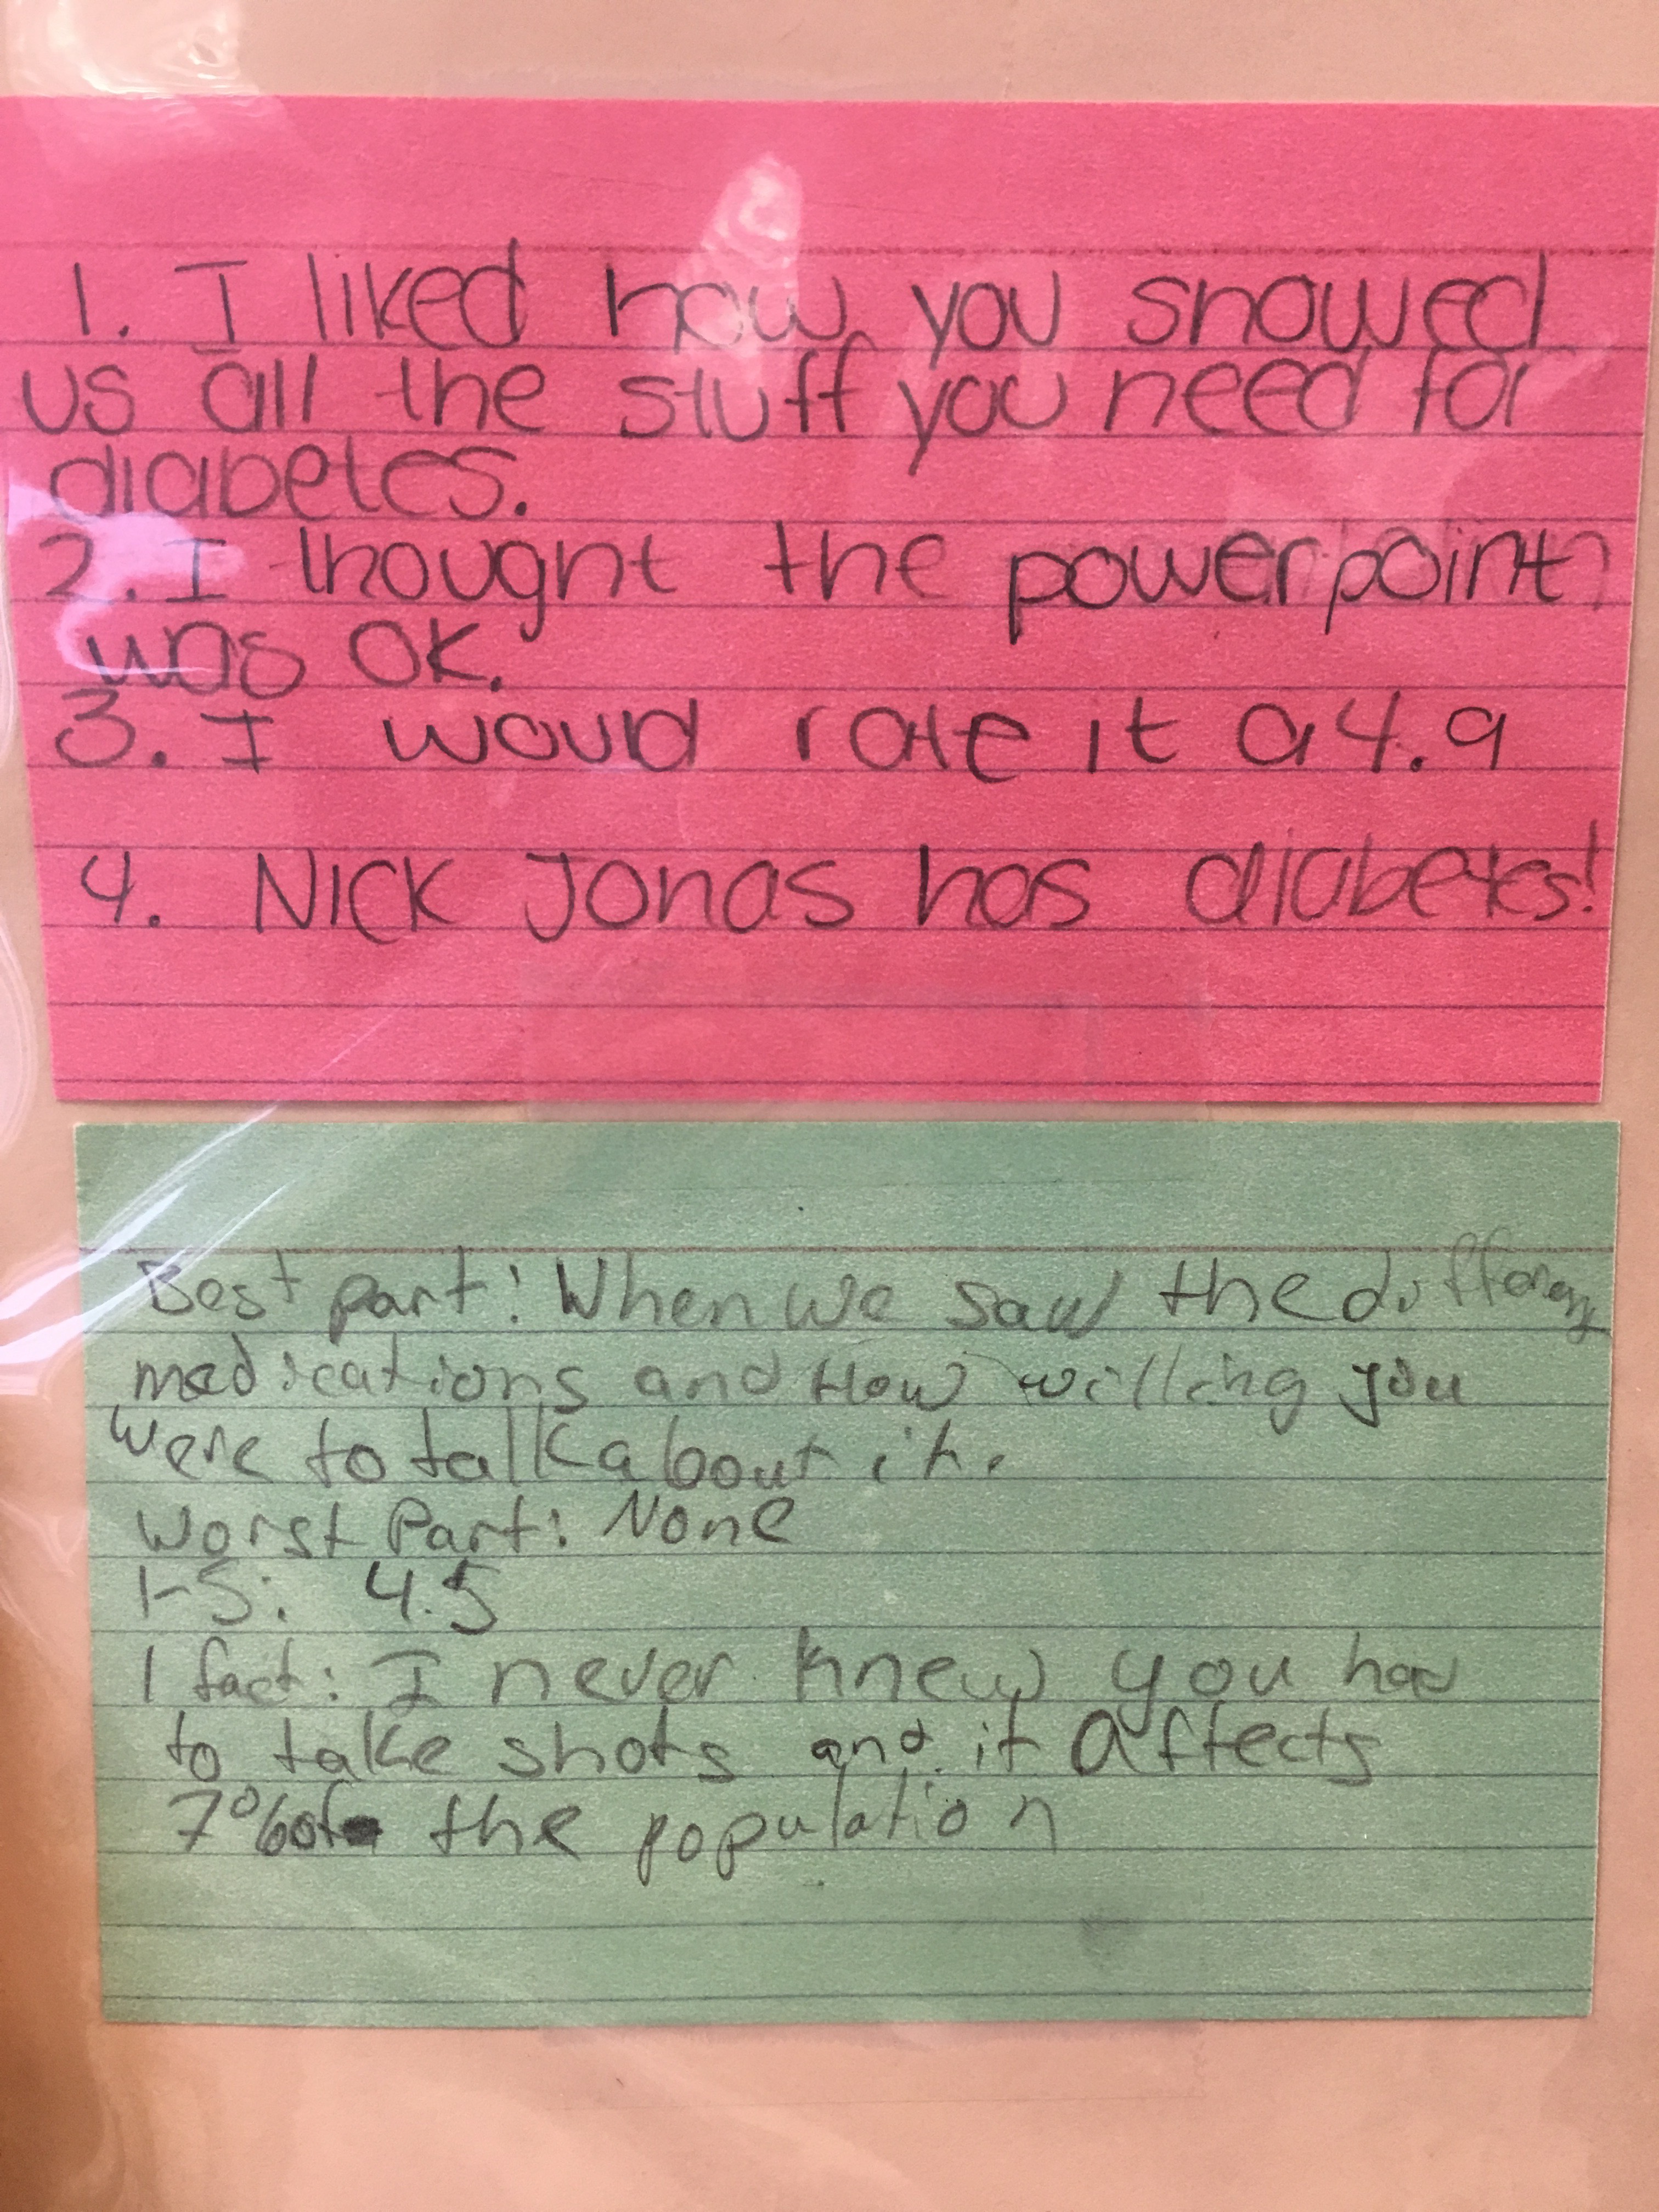 1. I liked how you showed
us all the stuff you need for
diabetes.
2. I thought the powerpoint
was OK.
3. I would rate it a 4.9
4. Nick Jonas has diabetes!
Best part: When we saw the different
medications and How willing you
were to talk about it.
Worst Part: None
1-5: 4.5
1 fact: I never knew you had
to take shots and it affects
7% of the population